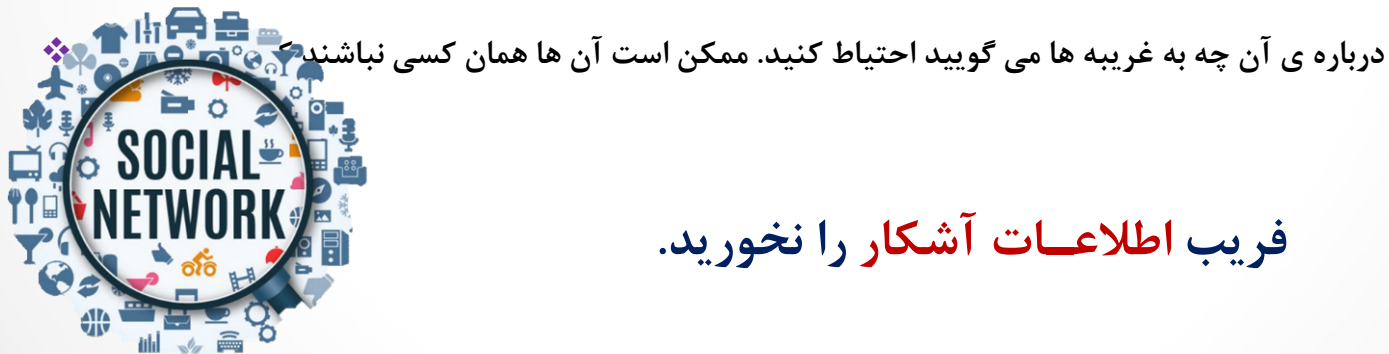 درباره ی آن چه به غریبه ها می گویید احتیاط کنید. ممکن است آن ها همان کسی نباشند
SOCIAL
NETWORK
فریب اطلاعــات آشکار را نخورید.